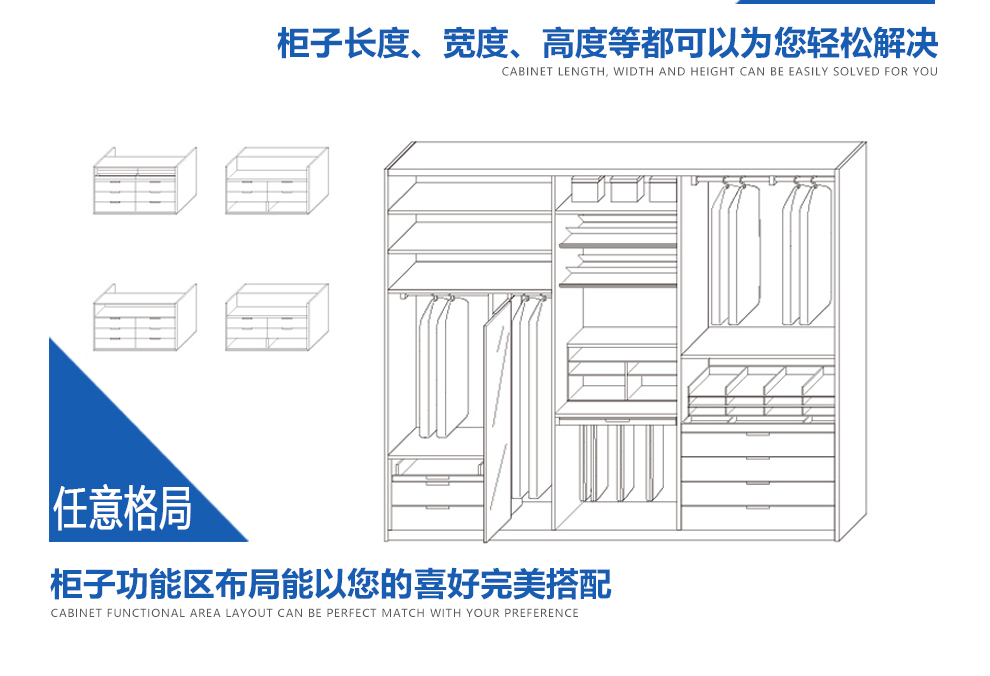 柜子长度、宽度、高度等都可以为您轻松解决
CABINET LENGTH, WIDTH AND HEIGHT CAN BE EASILY SOLVED FOR YOU
任意格局
柜子功能区布局能以您的喜好完美搭配
CABINET FUNCTIONAL AREA LAYOUT CAN BE PERFECT MATCH WITH YOUR PREFERENCE